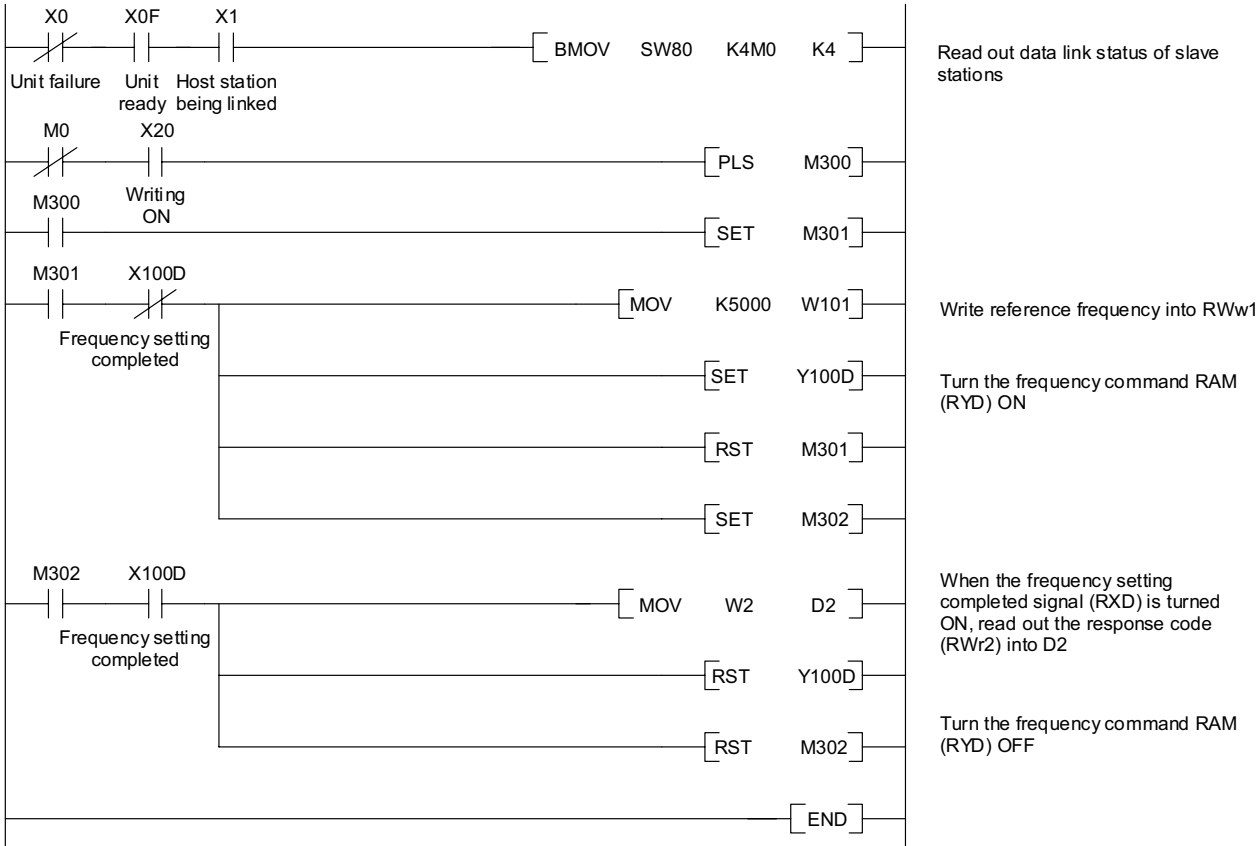 X0 X0F X1
BMOV SW80 K4M0 K4
Read out data link status of slave
stations
Unit failure Unit Host station
ready being linked
M0 X20
PLS M300
Writing
ON
M300
SET M301
M301 X100D
MOV K5000 W101
Write reference frequency into RWw1
Frequency setting
completed
SET Y100D
Turn the frequency command RAM
(RYD) ON
RST M301
SET M302
M302 X100D
MOV W2 D2
When the frequency setting
completed signal (RXD) is turned
ON, read out the response code
(RWr2) into D2
Frequency setting
completed
RST Y100D
Turn the frequency command RAM
(RYD) OFF
RST M302
END